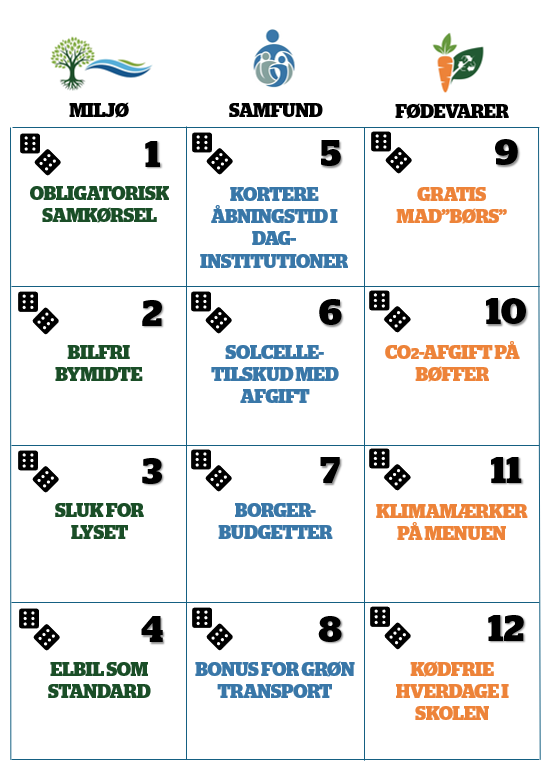 MILJØ
SAMFUND
FØDEVARER
1
OBLIGATORISK
SAMKØRSEL
5
KORTERE
ÅBNINGSTID I
DAG-
INSTITUTIONER
9
GRATIS
MAD”BØRS”
2
BILFRI
BYMIDTE
6
SOLCELLE-
TILSKUD MED
AFGIFT
10
CO2-AFGIFT PÅ
BØFFER
3
SLUK FOR
LYSET
7
BORGER-
BUDGETTER
11
KLIMAMÆRKER
PÅ MENUEN
4
ELBIL SOM
STANDARD
8
BONUS FOR GRØN
TRANSPORT
12
KØDFRIE
HVERDAGE I
SKOLEN